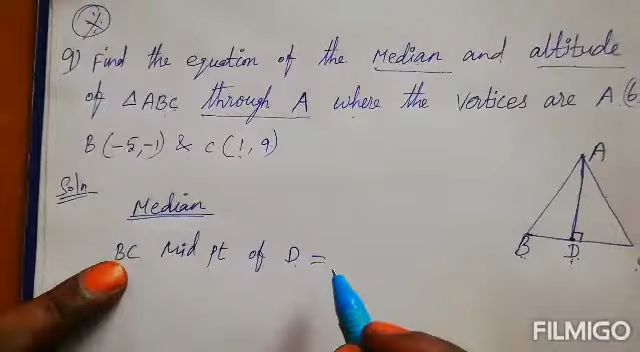 9) Find the equation of the Median and altitude
of △ABC through A where the vertices are A (6
B (-5,-1) & C (1, 9)
Soln
Median
BC Mid pt of D =
A
B
D
FILMIGO